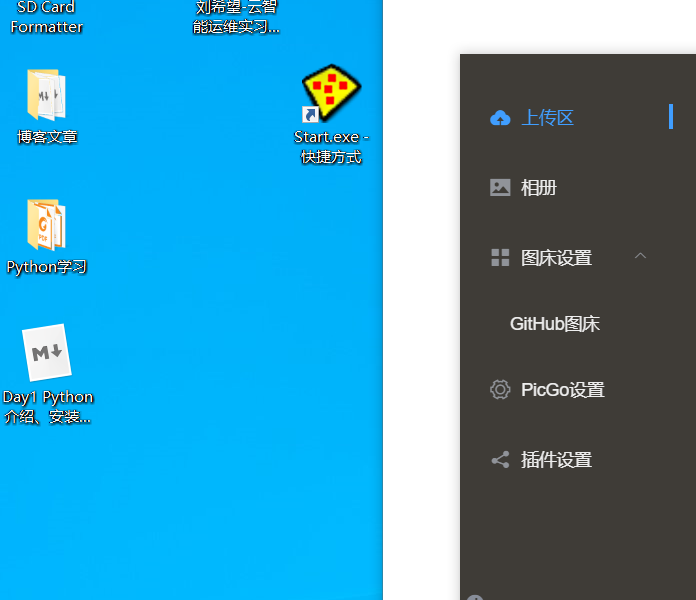 SD Card
Formatter
刘希望-云智
能运维实习...
博客文章
Start.exe -
快捷方式
Python学习
Day1 Python
介绍、安装...
上传区
相册
图床设置
GitHub图床
PicGo设置
插件设置